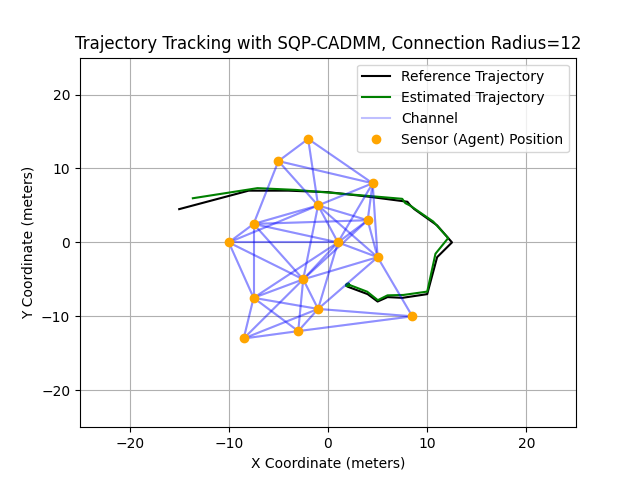 Trajectory Tracking with SQP-CADMM, Connection Radius=12
Reference Trajectory
Estimated Trajectory
Channel
Sensor (Agent) Position
Y Coordinate (meters)
20
10
0
−10
−20
−20 −10 0 10 20
X Coordinate (meters)